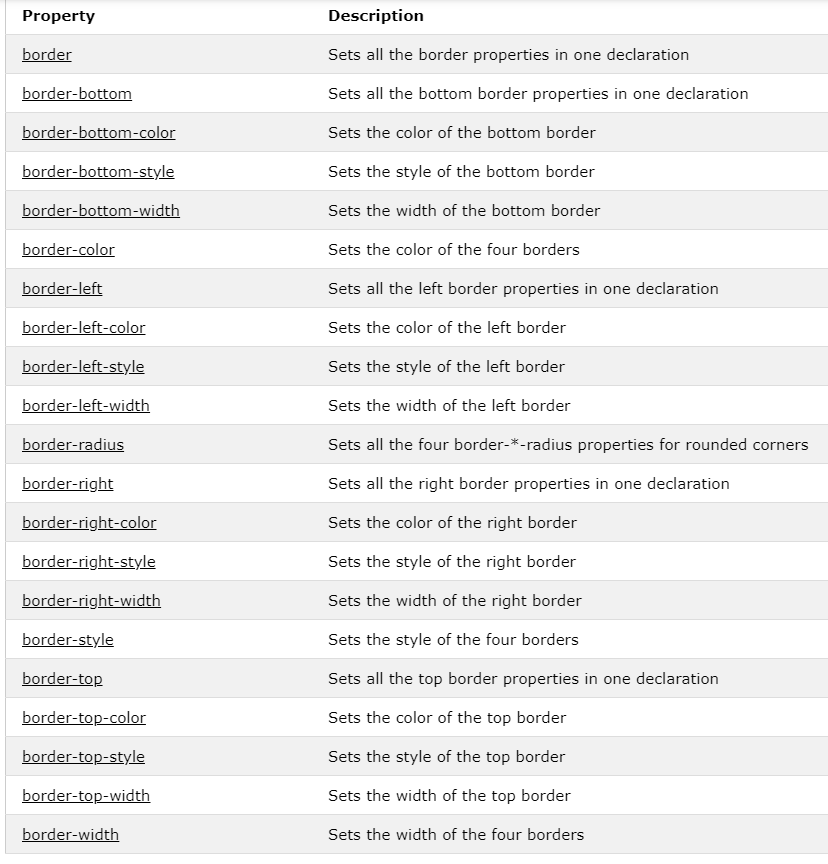 Property Description
border Sets all the border properties in one declaration
border-bottom Sets all the bottom border properties in one declaration
border-bottom-color Sets the color of the bottom border
border-bottom-style Sets the style of the bottom border
border-bottom-width Sets the width of the bottom border
border-color Sets the color of the four borders
border-left Sets all the left border properties in one declaration
border-left-color Sets the color of the left border
border-left-style Sets the style of the left border
border-left-width Sets the width of the left border
border-radius Sets all the four border-*-radius properties for rounded corners
border-right Sets all the right border properties in one declaration
border-right-color Sets the color of the right border
border-right-style Sets the style of the right border
border-right-width Sets the width of the right border
border-style Sets the style of the four borders
border-top Sets all the top border properties in one declaration
border-top-color Sets the color of the top border
border-top-style Sets the style of the top border
border-top-width Sets the width of the top border
border-width Sets the width of the four borders